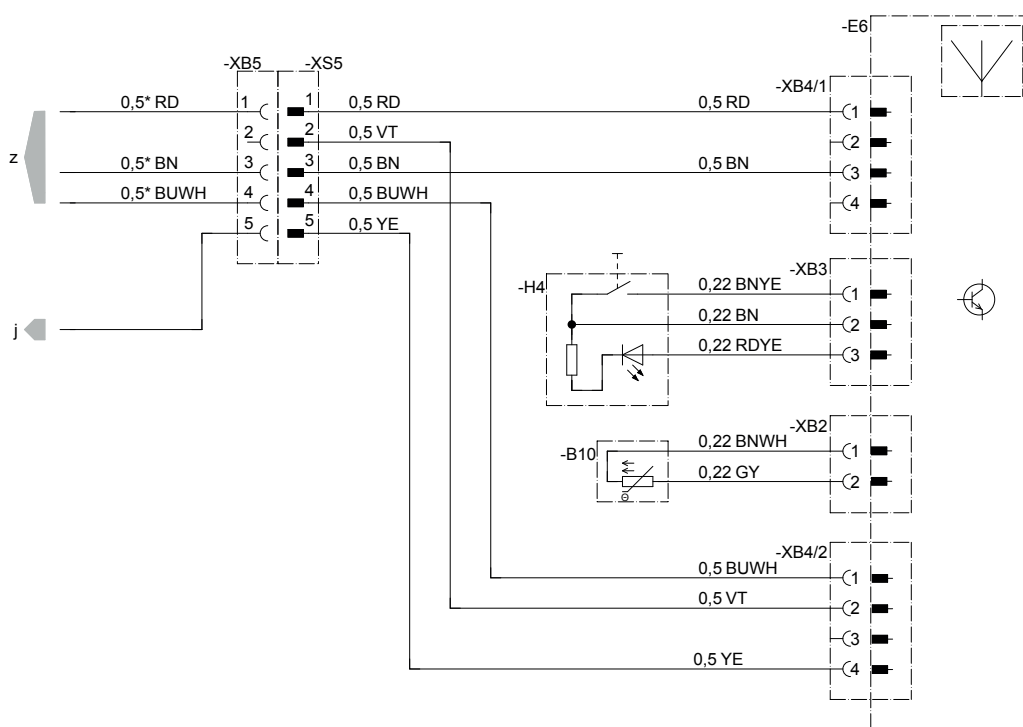 -E6
-XB5 -XS5
-XB4/1
0,5* RD 1 1 0,5 RD 0,5 RD 1
2 2 0,5 VT 2
z
0,5* BN 3 3 0,5 BN 0,5 BN 3
0,5* BUWH 4 4 0,5 BUWH 4
5 5 0,5 YE
-XB3
-H4
0,22 BNYE 1
0,22 BN 2
j
0,22 RDYE 3
-XB2
-B10
0,22 BNWH 1
0,22 GY 2
-XB4/2
0,5 BUWH 1
0,5 VT 2
3
0,5 YE 4